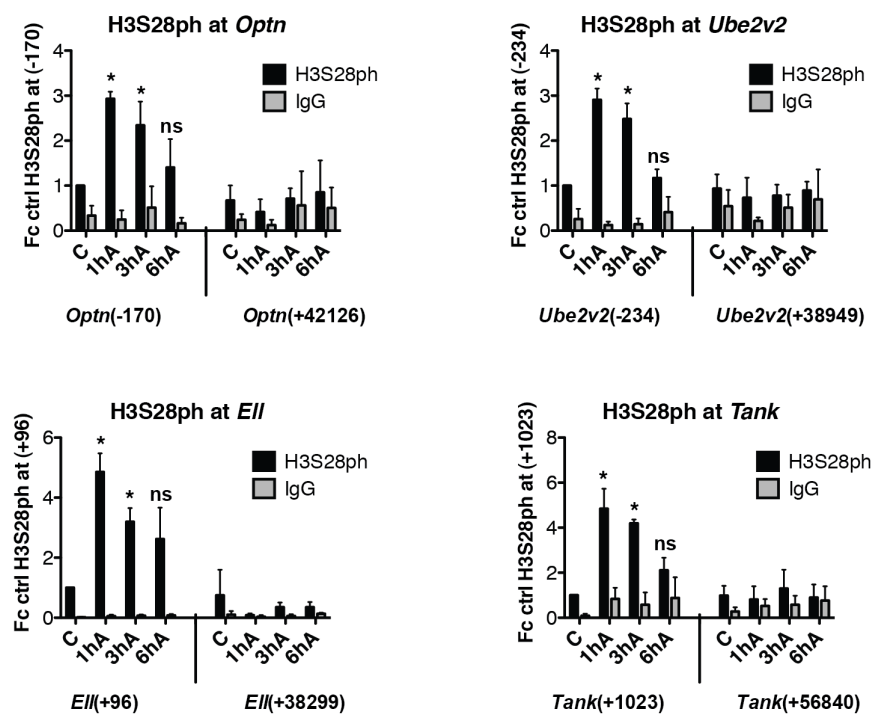 H3S28ph at Optn
Fc ctrl H3S28ph at (-170)
4
3
2
1
0
* * ns
H3S28ph
IgG
C 1hA 3hA 6hA C 1hA 3hA 6hA
Optn(-170) Optn(+42126)
H3S28ph at Ube2v2
Fc ctrl H3S28ph at (-234)
4
3
2
1
0
* * ns
H3S28ph
IgG
C 1hA 3hA 6hA C 1hA 3hA 6hA
Ube2v2(-234) Ube2v2(+38949)
H3S28ph at Ell
Fc ctrl H3S28ph at (+96)
6
4
2
0
* * ns
H3S28ph
IgG
C 1hA 3hA 6hA C 1hA 3hA 6hA
Ell(+96) Ell(+38299)
H3S28ph at Tank
Fc ctrl H3S28ph at (+1023)
8
6
4
2
0
* * ns
H3S28ph
IgG
C 1hA 3hA 6hA C 1hA 3hA 6hA
Tank(+1023) Tank(+56840)